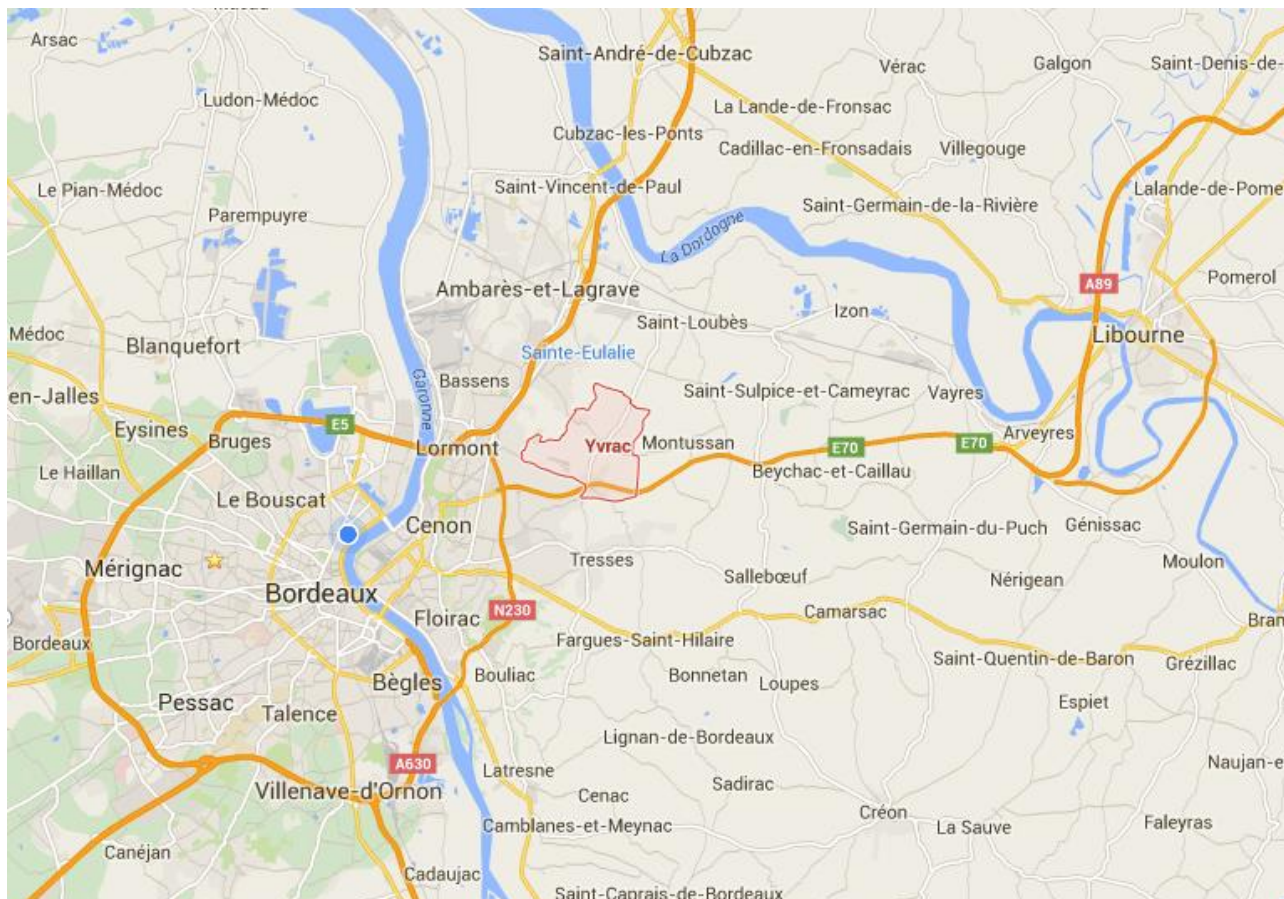 Arsac
Saint-André-de-Cubzac
Vérac
Galgon
Saint-Denis-de-
Ludon-Médoc
La Lande-de-Fronsac
Cubzac-les-Ponts
Cadillac-en-Fronsadais
Villegouge
Le Pian-Médoc
Saint-Vincent-de-Paul
Lalande-de-Pome
Parempuyre
Saint-Germain-de-la-Rivière
La Dordogne
Pomerol
A89
Ambarès-et-Lagrave
Izon
Saint-Loubès
Médoc
Libourne
Blanquefort
Sainte-Eulalie
Garonne
Bassens
Saint-Sulpice-et-Cameyrac
Vayres
en-Jalles
E5
Eysines
Bruges
Lormont
Yvrac
Montussan
E70
E70
Arveyres
Le Haillan
Beychac-et-Caillau
Le Bouscat
Cenon
Saint-Germain-du-Puch
Génissac
Mérignac
Tresses
Sallebœuf
Nérigean
Moulon
Bordeaux
N230
Floirac
Camarsac
Bran
Bordeaux
Fargues-Saint-Hilaire
Saint-Quentin-de-Baron
Grézillac
Bègles
Bouliac
Bonnetan
Loupes
Pessac
Talence
Espiet
Lignan-de-Bordeaux
A630
Latresne
Naujan-e
Villenave-d'Ornon
Cenac
Sadirac
Créon
Camblanes-et-Meynac
La Sauve
Faleyras
Canéjan
Cadaujac
Saint-Caprais-de-Bordeaux